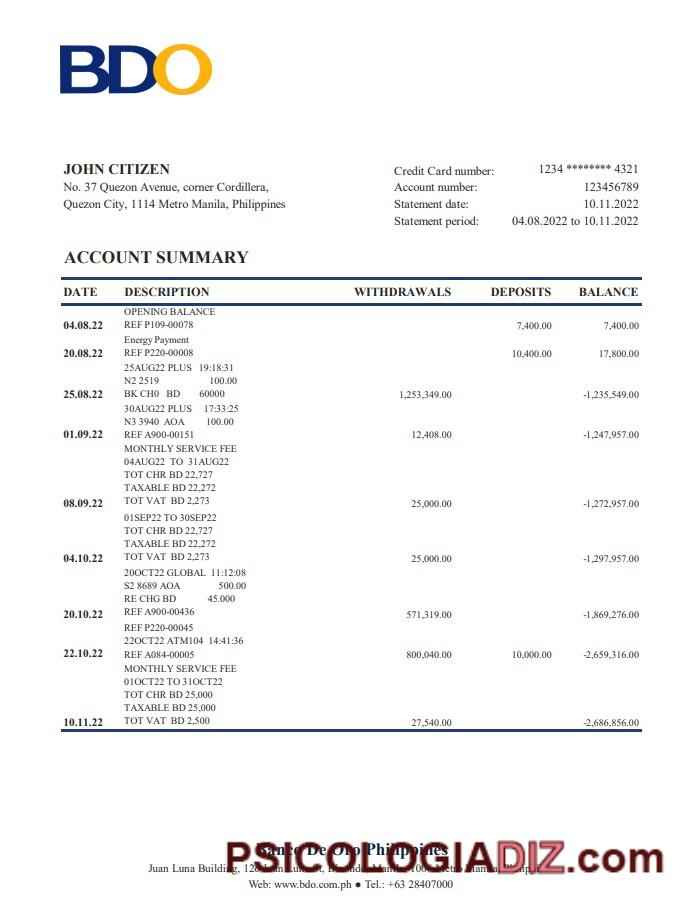 BDO
JOHN CITIZEN
No. 37 Quezon Avenue, corner Cordillera,
Quezon City, 1114 Metro Manila, Philippines
Credit Card number: 1234 ******** 4321
Account number: 123456789
Statement date: 10.11.2022
Statement period: 04.08.2022 to 10.11.2022
ACCOUNT SUMMARY
DATE DESCRIPTION WITHDRAWALS DEPOSITS BALANCE
OPENING BALANCE
04.08.22 REF P109-00078 7,400.00 7,400.00
Energy Payment
20.08.22 REF P220-00008 10,400.00 17,800.00
25AUG22 PLUS 19:18:31
N2 2519 100.00
25.08.22 BK CH0 BD 60000 1,253,349.00 -1,235,549.00
30AUG22 PLUS 17:33:25
N3 3940 AOA 100.00
01.09.22 REF A900-00151 12,408.00 -1,247,957.00
MONTHLY SERVICE FEE
04AUG22 TO 31AUG22
TOT CHR BD 22,727
TAXABLE BD 22,272
TOT VAT BD 2,273
08.09.22 25,000.00 -1,272,957.00
01SEP22 TO 30SEP22
TOT CHR BD 22,727
TAXABLE BD 22,272
04.10.22 TOT VAT BD 2,273 25,000.00 -1,297,957.00
20OCT22 GLOBAL 11:12:08
S2 8689 AOA 500.00
RE CHG BD 45.000
20.10.22 REF A900-00436 571,319.00 -1,869,276.00
REF P220-00045
22OCT22 ATM104 14:41:36
22.10.22 REF A084-00005 800,040.00 10,000.00 -2,659,316.00
MONTHLY SERVICE FEE
01OCT22 TO 31OCT22
TOT CHR BD 25,000
TAXABLE BD 25,000
10.11.22 TOT VAT BD 2,500 27,540.00 -2,686,856.00
Banco De Oro Philippines
PSICOLOGIADIZ.com
Juan Luna Building, Manila
Web: www.bdo.com.ph ● Tel.: +63 28407000